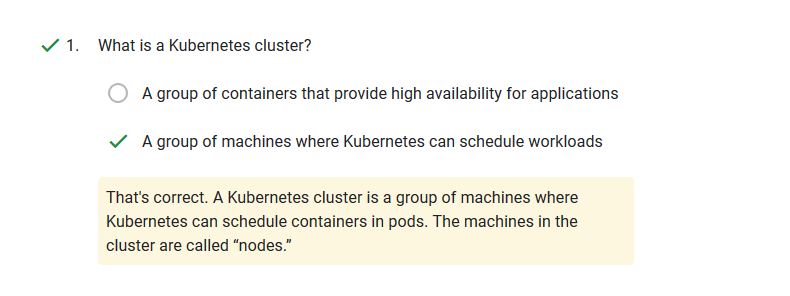 1. What is a Kubernetes cluster?
A group of containers that provide high availability for applications
A group of machines where Kubernetes can schedule workloads
That's correct. A Kubernetes cluster is a group of machines where
Kubernetes can schedule containers in pods. The machines in the
cluster are called “nodes.”